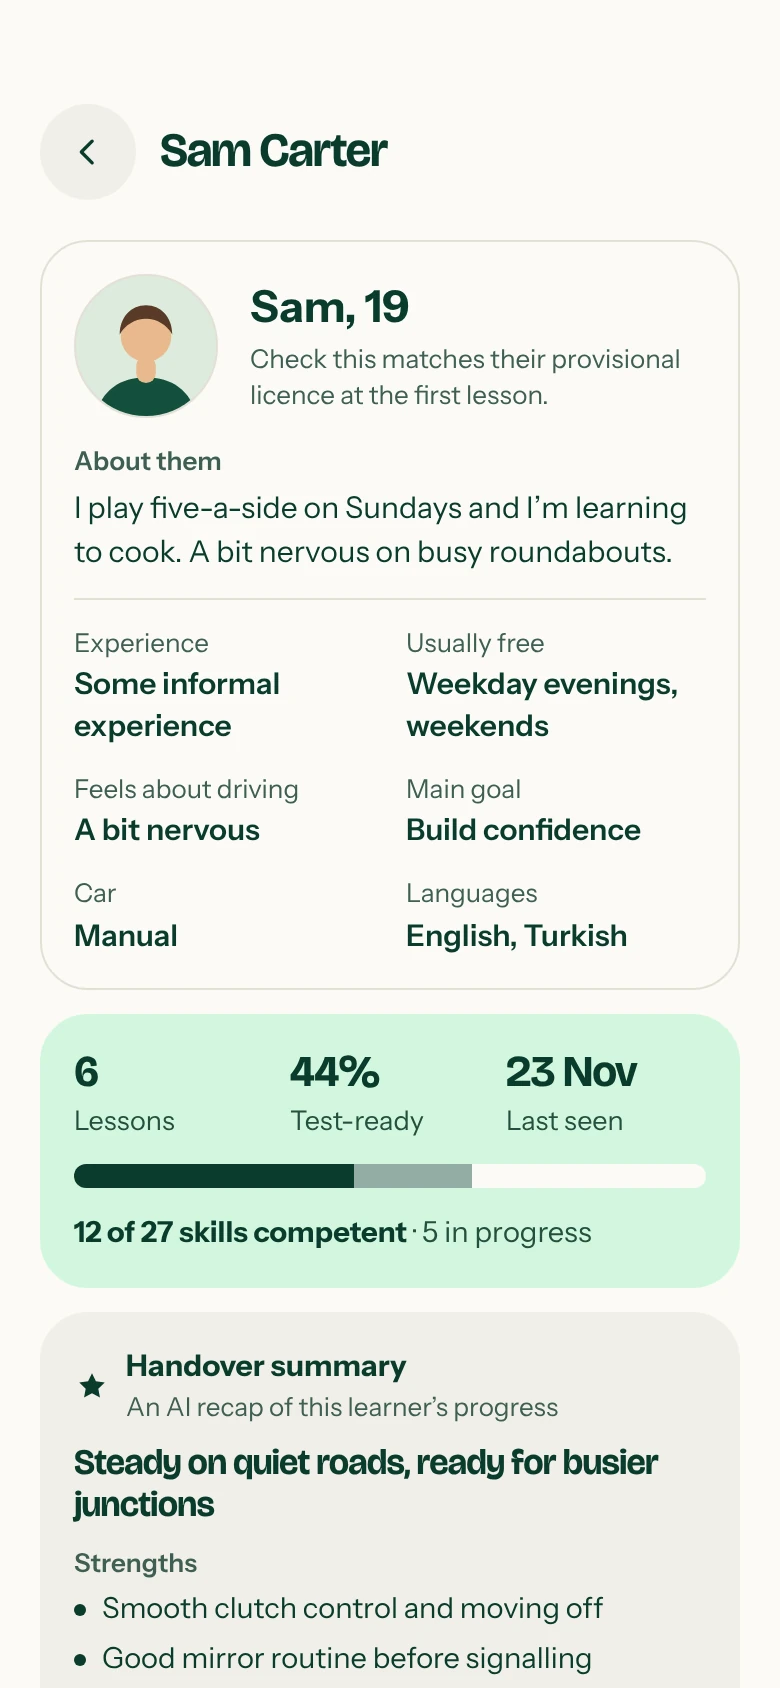 Sam Carter
Sam, 19
Check this matches their provisional
licence at the first lesson.
About them
I play five-a-side on Sundays and I’m learning
to cook. A bit nervous on busy roundabouts.
Experience
Some informal
experience
Usually free
Weekday evenings,
weekends
Feels about driving
A bit nervous
Main goal
Build confidence
Car
Manual
Languages
English, Turkish
6
Lessons
44%
Test-ready
23 Nov
Last seen
12 of 27 skills competent · 5 in progress
Handover summary
An AI recap of this learner’s progress
Steady on quiet roads, ready for busier
junctions
Strengths
• Smooth clutch control and moving off
• Good mirror routine before signalling